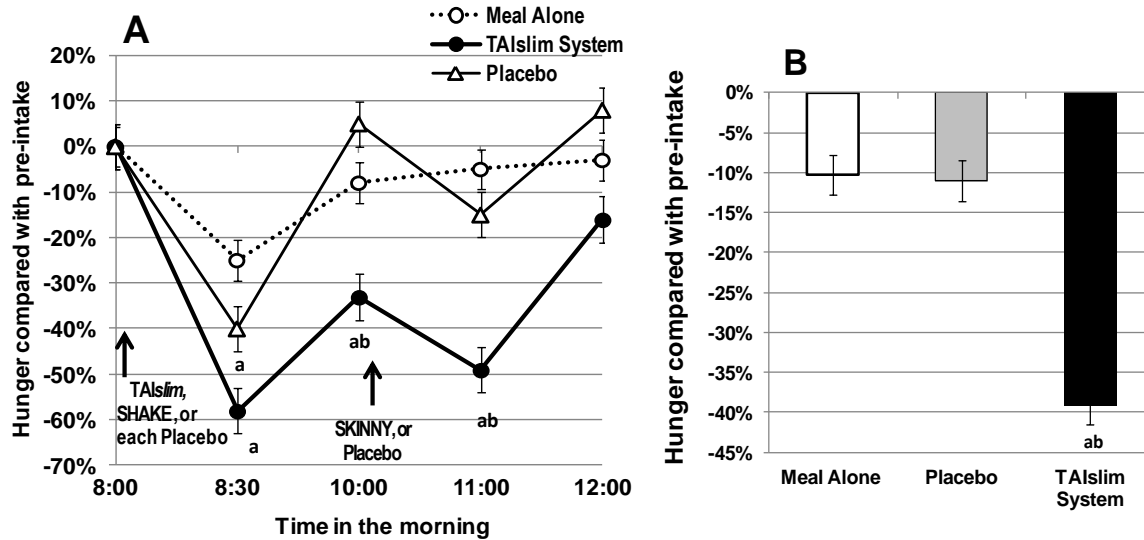 A
Meal Alone
TAIslim System
Placebo
Hunger compared with pre-intake
20%
10%
0%
-10%
-20%
-30%
-40%
-50%
-60%
-70%
a
a
ab
ab
TAIslim,
SHAKE, or
each Placebo
SKINNY, or
Placebo
8:00 8:30 10:00 11:00 12:00
Time in the morning
B
Hunger compared with pre-intake
0%
-5%
-10%
-15%
-20%
-25%
-30%
-35%
-40%
-45%
ab
Meal Alone Placebo TAIslim
System